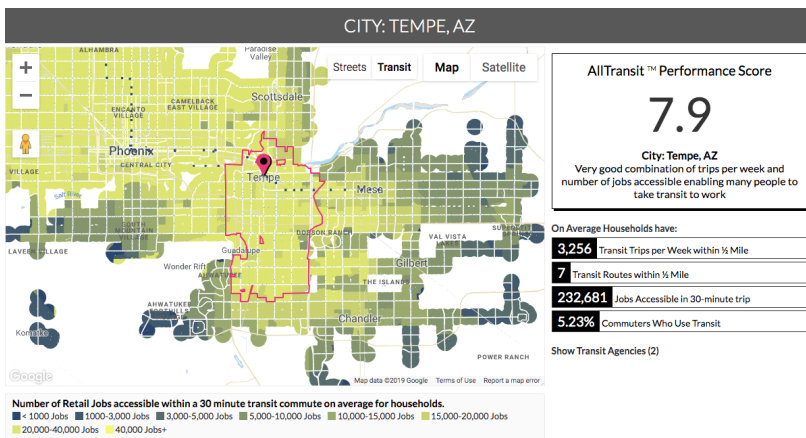 CITY: TEMPE, AZ
ALHAMBRA
Paradise
Valley
Streets Transit
Map Satellite
Scottsdale
CAMELBACK
EAST VILLAGE
ENCANTO
VILLAGE
Phoenix
CENTRAL CITY
VILLAGE
Tempe
Mesa
Salt River
SOUTH
MOUNTAIN
VILLAGE
DOBSON RANCH
VAL VISTA
LAKES
LAVEEN VILLAGE
Guadalupe
Wonder Rift
Gilbert
THE ISLANDS
AHWATUKEE
Komatke
Chandler
POWER RANCH
Google
Map data ©2019 Google Terms of Use Report a map error
Number of Retail Jobs accessible within a 30 minute transit commute on average for households.
< 1000 Jobs 1000-3,000 Jobs 3,000-5,000 Jobs 5,000-10,000 Jobs 10,000-15,000 Jobs 15,000-20,000 Jobs
20,000-40,000 Jobs 40,000 Jobs+
AllTransit ™ Performance Score
7.9
City: Tempe, AZ
Very good combination of trips per week and
number of jobs accessible enabling many people to
take transit to work
On Average Households have:
3,256 Transit Trips per Week within ½ Mile
7 Transit Routes within ½ Mile
232,681 Jobs Accessible in 30-minute trip
5.23% Commuters Who Use Transit
Show Transit Agencies (2)